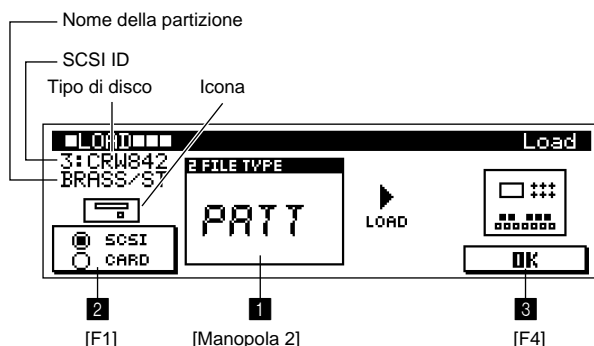 Nome della partizione
SCSI ID
Tipo di disco
Icona
■LOAD■■■ Load
3:CRW842
BRASS/ST
2 FILE TYPE
PATT
LOAD
SCSI
CARD
OK
2
1
3
[F1]
[Manopola 2]
[F4]